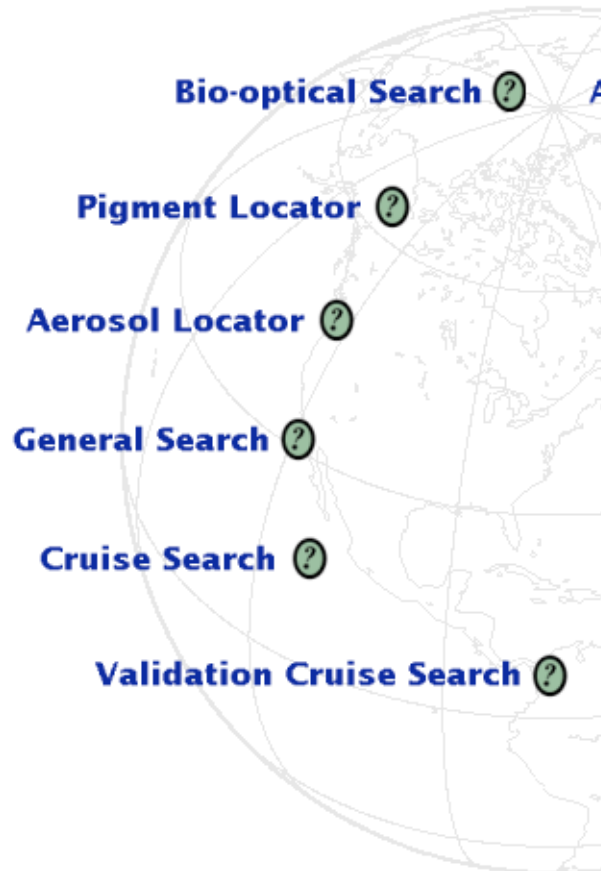 Bio-optical Search ?
Pigment Locator ?
Aerosol Locator ?
General Search ?
Cruise Search ?
Validation Cruise Search ?